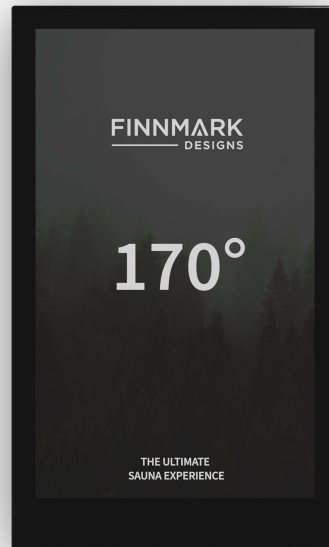 FINNMARK
DESIGNS
170°
THE ULTIMATE
SAUNA EXPERIENCE